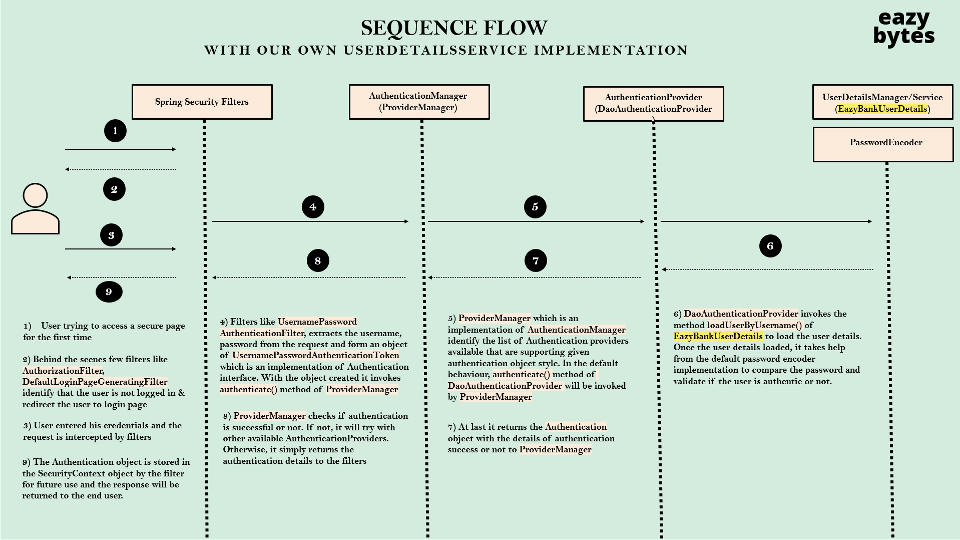 SEQUENCE FLOW
WITH OUR OWN USERDETAILSSERVICE IMPLEMENTATION
eazy
bytes
Spring Security Filters
AuthenticationManager
(ProviderManager)
AuthenticationProvider
(DaoAuthenticationProvider
UserDetailsManager/Service
(EazyBankUserDetails)
PasswordEncoder
1
2
3
9
4
8
5
7
6
1) User trying to access a secure page
for the first time
2) Behind the scenes few filters like
AuthorizationFilter,
DefaultLoginPageGeneratingFilter
identify that the user is not logged in &
redirect the user to login page
3) User entered his credentials and the
request is intercepted by filters
9) The Authentication object is stored in
the SecurityContext object by the filter
for future use and the response will be
returned to the end user.
4) Filters like UsernamePassword
AuthenticationFilter, extracts the username,
password from the request and form an object
of UsernamePasswordAuthenticationToken
which is an implementation of Authentication
interface. With the object created it invokes
authenticate() method of ProviderManager
8) ProviderManager checks if authentication
is successful or not. If not, it will try with
other available AuthenticationProviders.
Otherwise, it simply returns the
authentication details to the filters
5) ProviderManager which is an
implementation of AuthenticationManager
identify the list of Authentication providers
available that are supporting given
authentication object style. In the default
behaviour, authenticate() method of
DaoAuthenticationProvider will be invoked
by ProviderManager
7) At last it returns the Authentication
object with the details of authentication
success or not to ProviderManager
6) DaoAuthenticationProvider invokes the
method loadUserByUsername() of
EazyBankUserDetails to load the user details.
Once the user details loaded, it takes help
from the default password encoder
implementation to compare the password and
validate if the user is authentic or not.